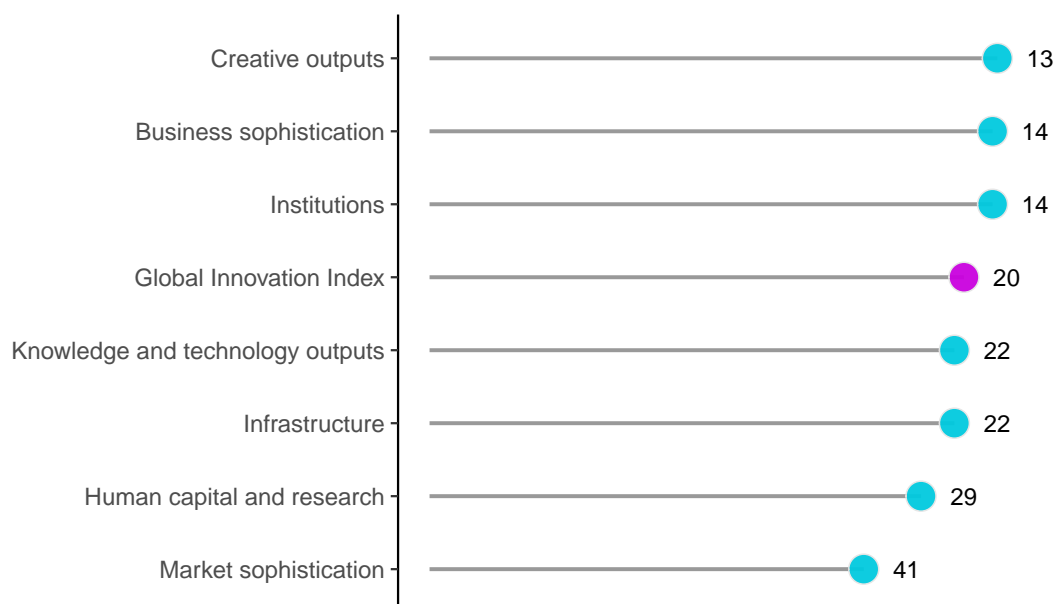 Creative outputs 13
Business sophistication 14
Institutions 14
Global Innovation Index 20
Knowledge and technology outputs 22
Infrastructure 22
Human capital and research 29
Market sophistication 41